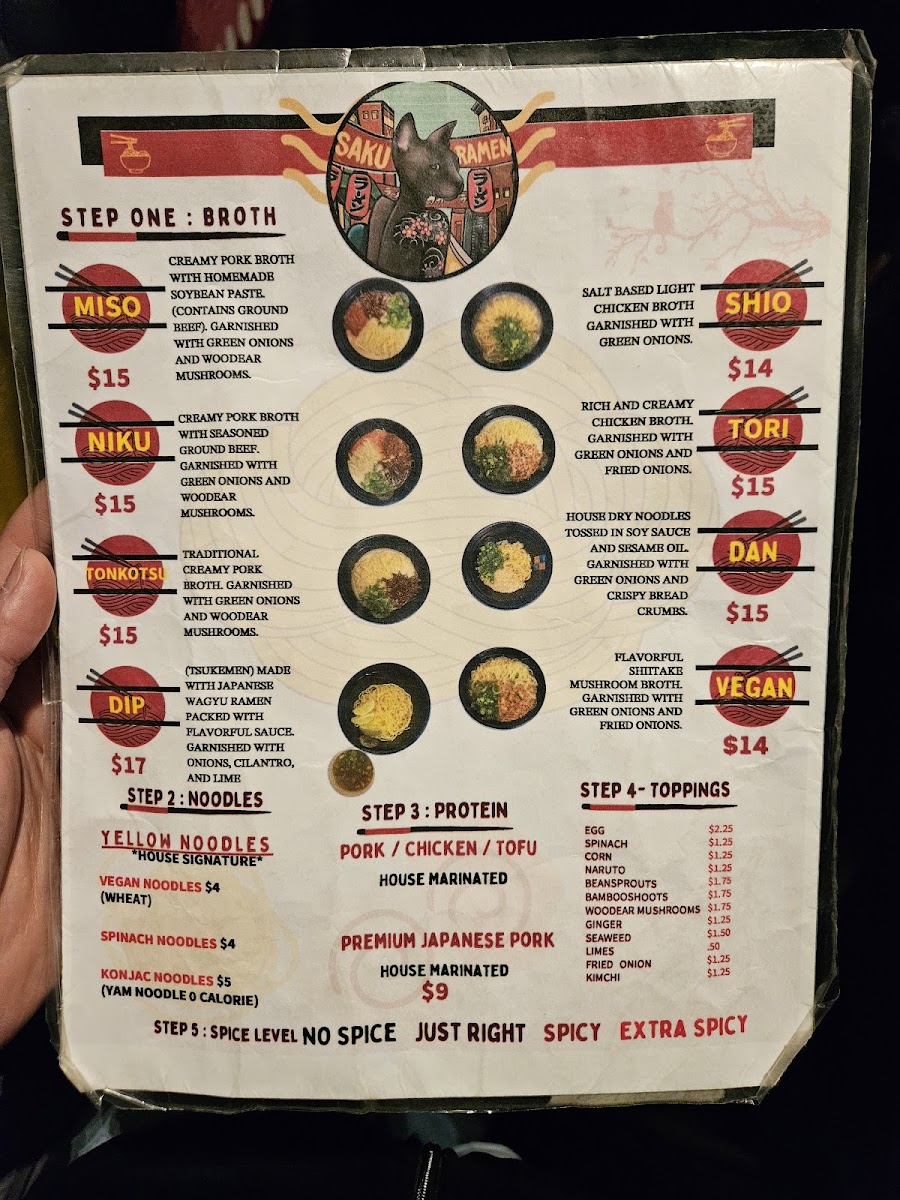 SAKU RAMEN
ラーメン
ラーメン
STEP ONE : BROTH
MISO
$15
CREAMY PORK BROTH
WITH HOMEMADE
SOYBEAN PASTE.
(CONTAINS GROUND
BEEF). GARNISHED
WITH GREEN ONIONS
AND WOODEAR
MUSHROOMS.
NIKU
$15
CREAMY PORK BROTH
WITH SEASONED
GROUND BEEF.
GARNISHED WITH
GREEN ONIONS AND
WOODEAR
MUSHROOMS.
TONKOTSU
$15
TRADITIONAL
CREAMY PORK
BROTH. GARNISHED
WITH GREEN ONIONS
AND WOODEAR
MUSHROOMS.
DIP
$17
(TSUKEMEN) MADE
WITH JAPANESE
WAGYU RAMEN
PACKED WITH
FLAVORFUL SAUCE.
GARNISHED WITH
ONIONS, CILANTRO,
AND LIME
SALT BASED LIGHT
CHICKEN BROTH
GARNISHED WITH
GREEN ONIONS.
SHIO
$14
RICH AND CREAMY
CHICKEN BROTH.
GARNISHED WITH
GREEN ONIONS AND
FRIED ONIONS.
TORI
$15
HOUSE DRY NOODLES
TOSSED IN SOY SAUCE
AND SESAME OIL.
GARNISHED WITH
GREEN ONIONS AND
CRISPY BREAD
CRUMBS.
DAN
$15
FLAVORFUL
SHIITAKE
MUSHROOM BROTH.
GARNISHED WITH
GREEN ONIONS AND
FRIED ONIONS.
VEGAN
$14
STEP 2 : NOODLES
YELLOW NOODLES
*HOUSE SIGNATURE*
VEGAN NOODLES $4
(WHEAT)
SPINACH NOODLES $4
KONJAC NOODLES $5
(YAM NOODLE 0 CALORIE)
STEP 3 : PROTEIN
PORK / CHICKEN / TOFU
HOUSE MARINATED
PREMIUM JAPANESE PORK
HOUSE MARINATED
$9
STEP 4- TOPPINGS
EGG $2.25
SPINACH $1.25
CORN $1.25
NARUTO $1.25
BEANSPROUTS $1.75
BAMBOOSHOOTS $1.75
WOODEAR MUSHROOMS $1.75
GINGER $1.25
SEAWEED $1.50
LIMES .50
FRIED ONION $1.25
KIMCHI $1.25
STEP 5 : SPICE LEVEL NO SPICE JUST RIGHT SPICY EXTRA SPICY